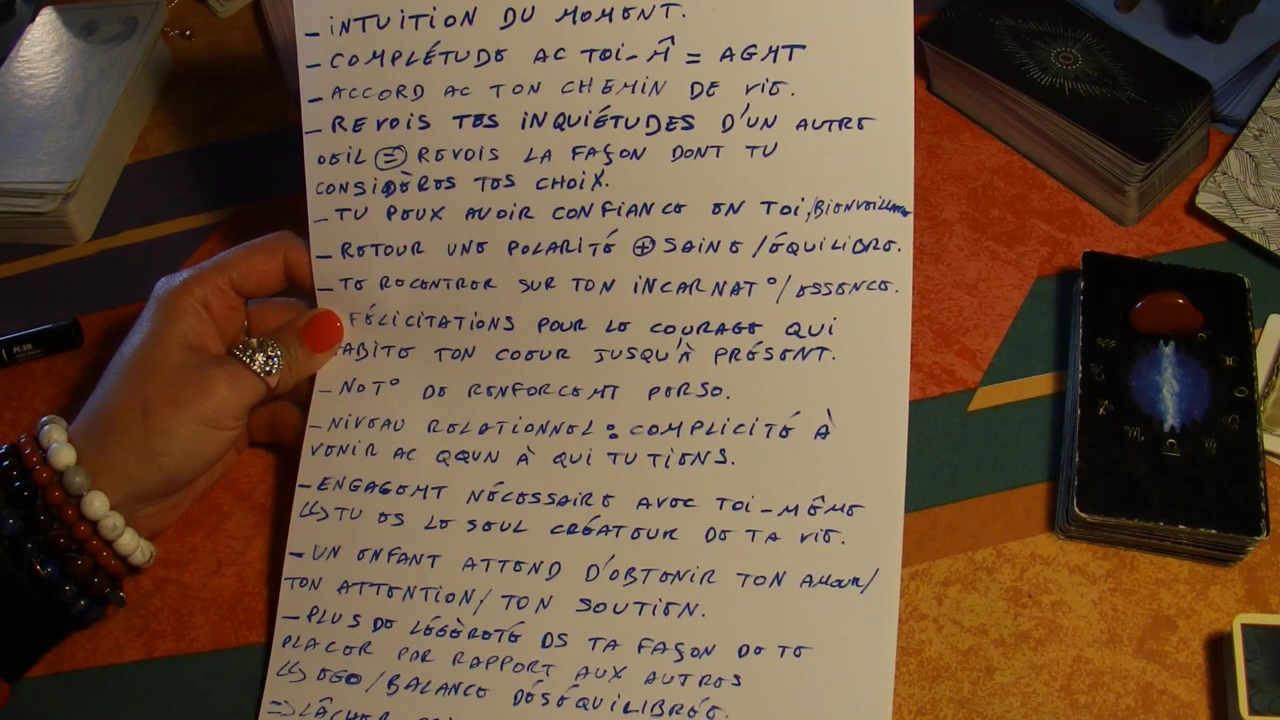 - INTUITION DU MOMENT.
- COMPLÉTUDE AC TOI-M̂ = AGMT
- ACCORD AC TON CHEMIN DE VIE.
- REVOIS TES INQUIÉTUDES D'UN AUTRE
OEIL (=) REVOIS LA FAÇON DONT TU
CONSIDÈRES TES CHOIX.
- TU PEUX AVOIR CONFIANCE EN TOI,
- RETOUR UNE POLARITÉ ⊕ SAINE/ÉQUILIBRE.
- TE RECENTRER SUR TON INCARNAT°/ESSENCE.
FÉLICITATIONS POUR LE COURAGE QUI
ABITE TON COEUR JUSQU'À PRÉSENT.
- NOT° DE RENFORCEMT PERSO.
- NIVEAU RELATIONNEL : COMPLICITÉ À
VENIR AC QQUN À QUI TU TIENS.
- ENGAGEMT NÉCESSAIRE AVEC TOI-MÊME
↳ TU ES LE SEUL CRÉATEUR DE TA VIE.
- UN ENFANT ATTEND D'OBTENIR TON AMOUR/
TON ATTENTION/ TON SOUTIEN.
- PLUS DE LÉGÈRETÉ DS TA FAÇON DE TE
PLACER PAR RAPPORT AUX AUTRES
↳ EGO/BALANCE DÉSÉQUILIBRÉE.
=> LÂCHER